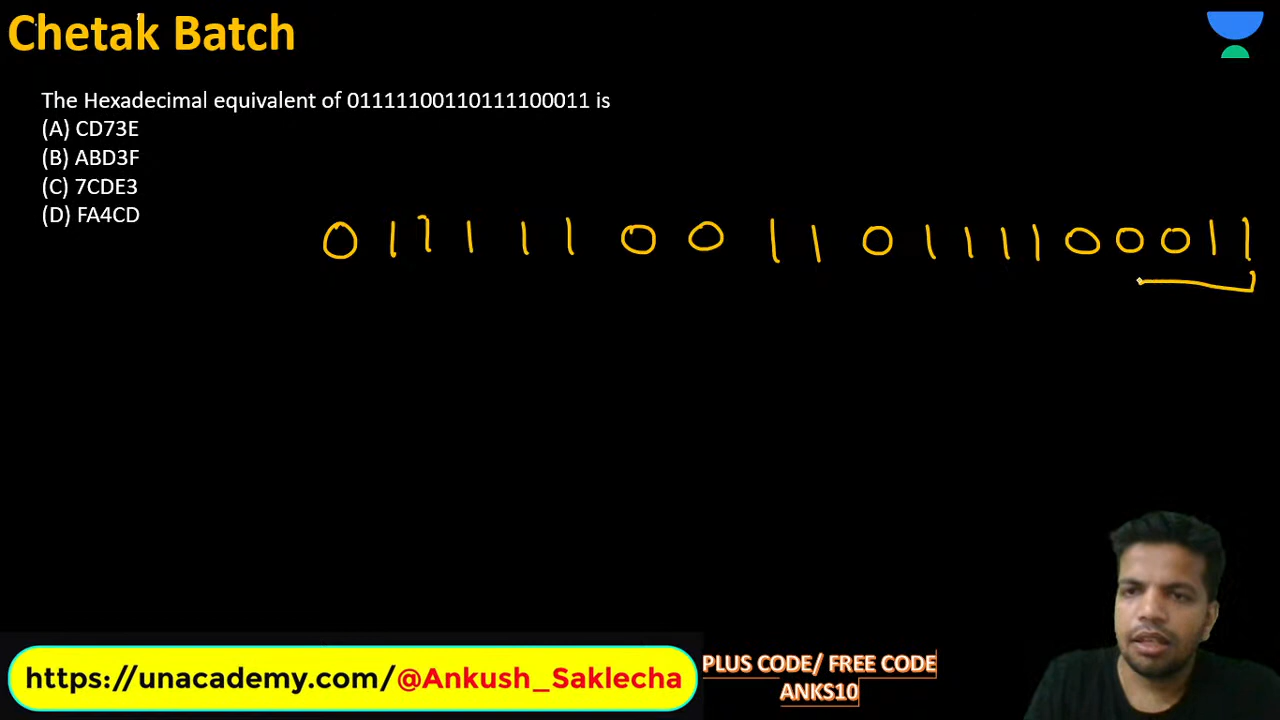 Chetak Batch
The Hexadecimal equivalent of 01111100110111100011 is
(A) CD73E
(B) ABD3F
(C) 7CDE3
(D) FA4CD
0 1 1 1 1 1 0 0 1 1 0 1 1 1 1 0 0 0 1 1
https://unacademy.com/@Ankush_Saklecha
PLUS CODE/ FREE CODE
ANKS10